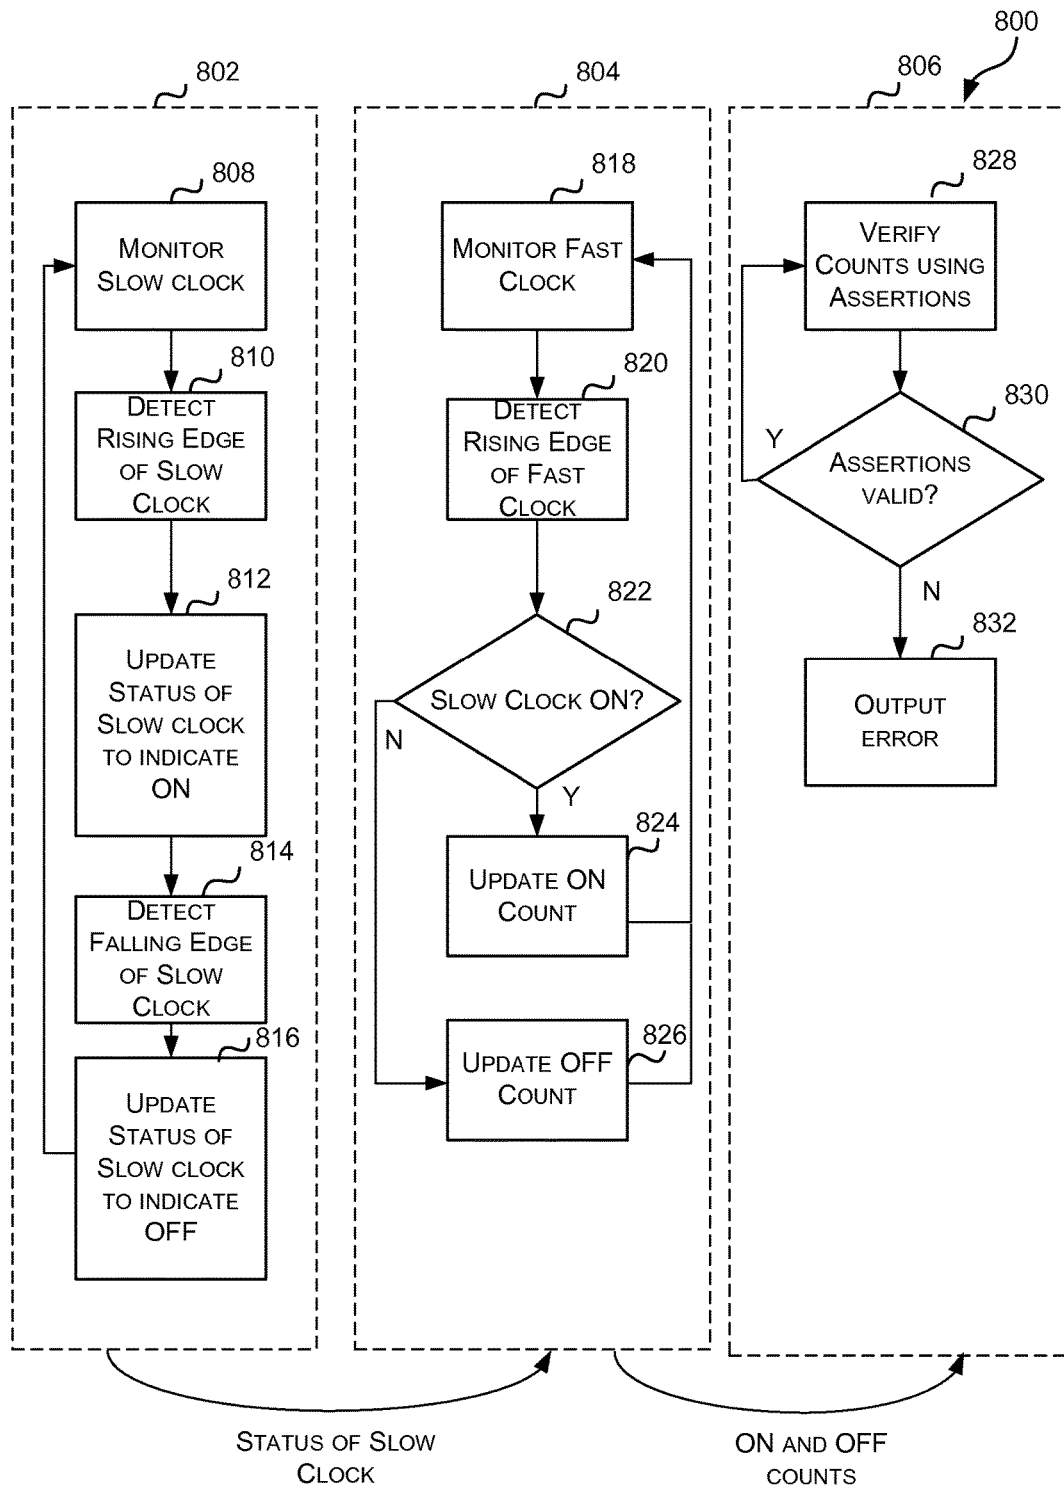 800
802
808
MONITOR
SLOW CLOCK
810
DETECT
RISING EDGE
OF SLOW
CLOCK
812
UPDATE
STATUS OF
SLOW CLOCK
TO INDICATE
ON
814
DETECT
FALLING EDGE
OF SLOW
CLOCK
816
UPDATE
STATUS OF
SLOW CLOCK
TO INDICATE
OFF
804
818
MONITOR FAST
CLOCK
820
DETECT
RISING EDGE
OF FAST
CLOCK
822
SLOW CLOCK ON?
N
Y
824
UPDATE ON
COUNT
826
UPDATE OFF
COUNT
806
828
VERIFY
COUNTS USING
ASSERTIONS
830
Y
ASSERTIONS
VALID?
N
832
OUTPUT
ERROR
STATUS OF SLOW
CLOCK
ON AND OFF
COUNTS